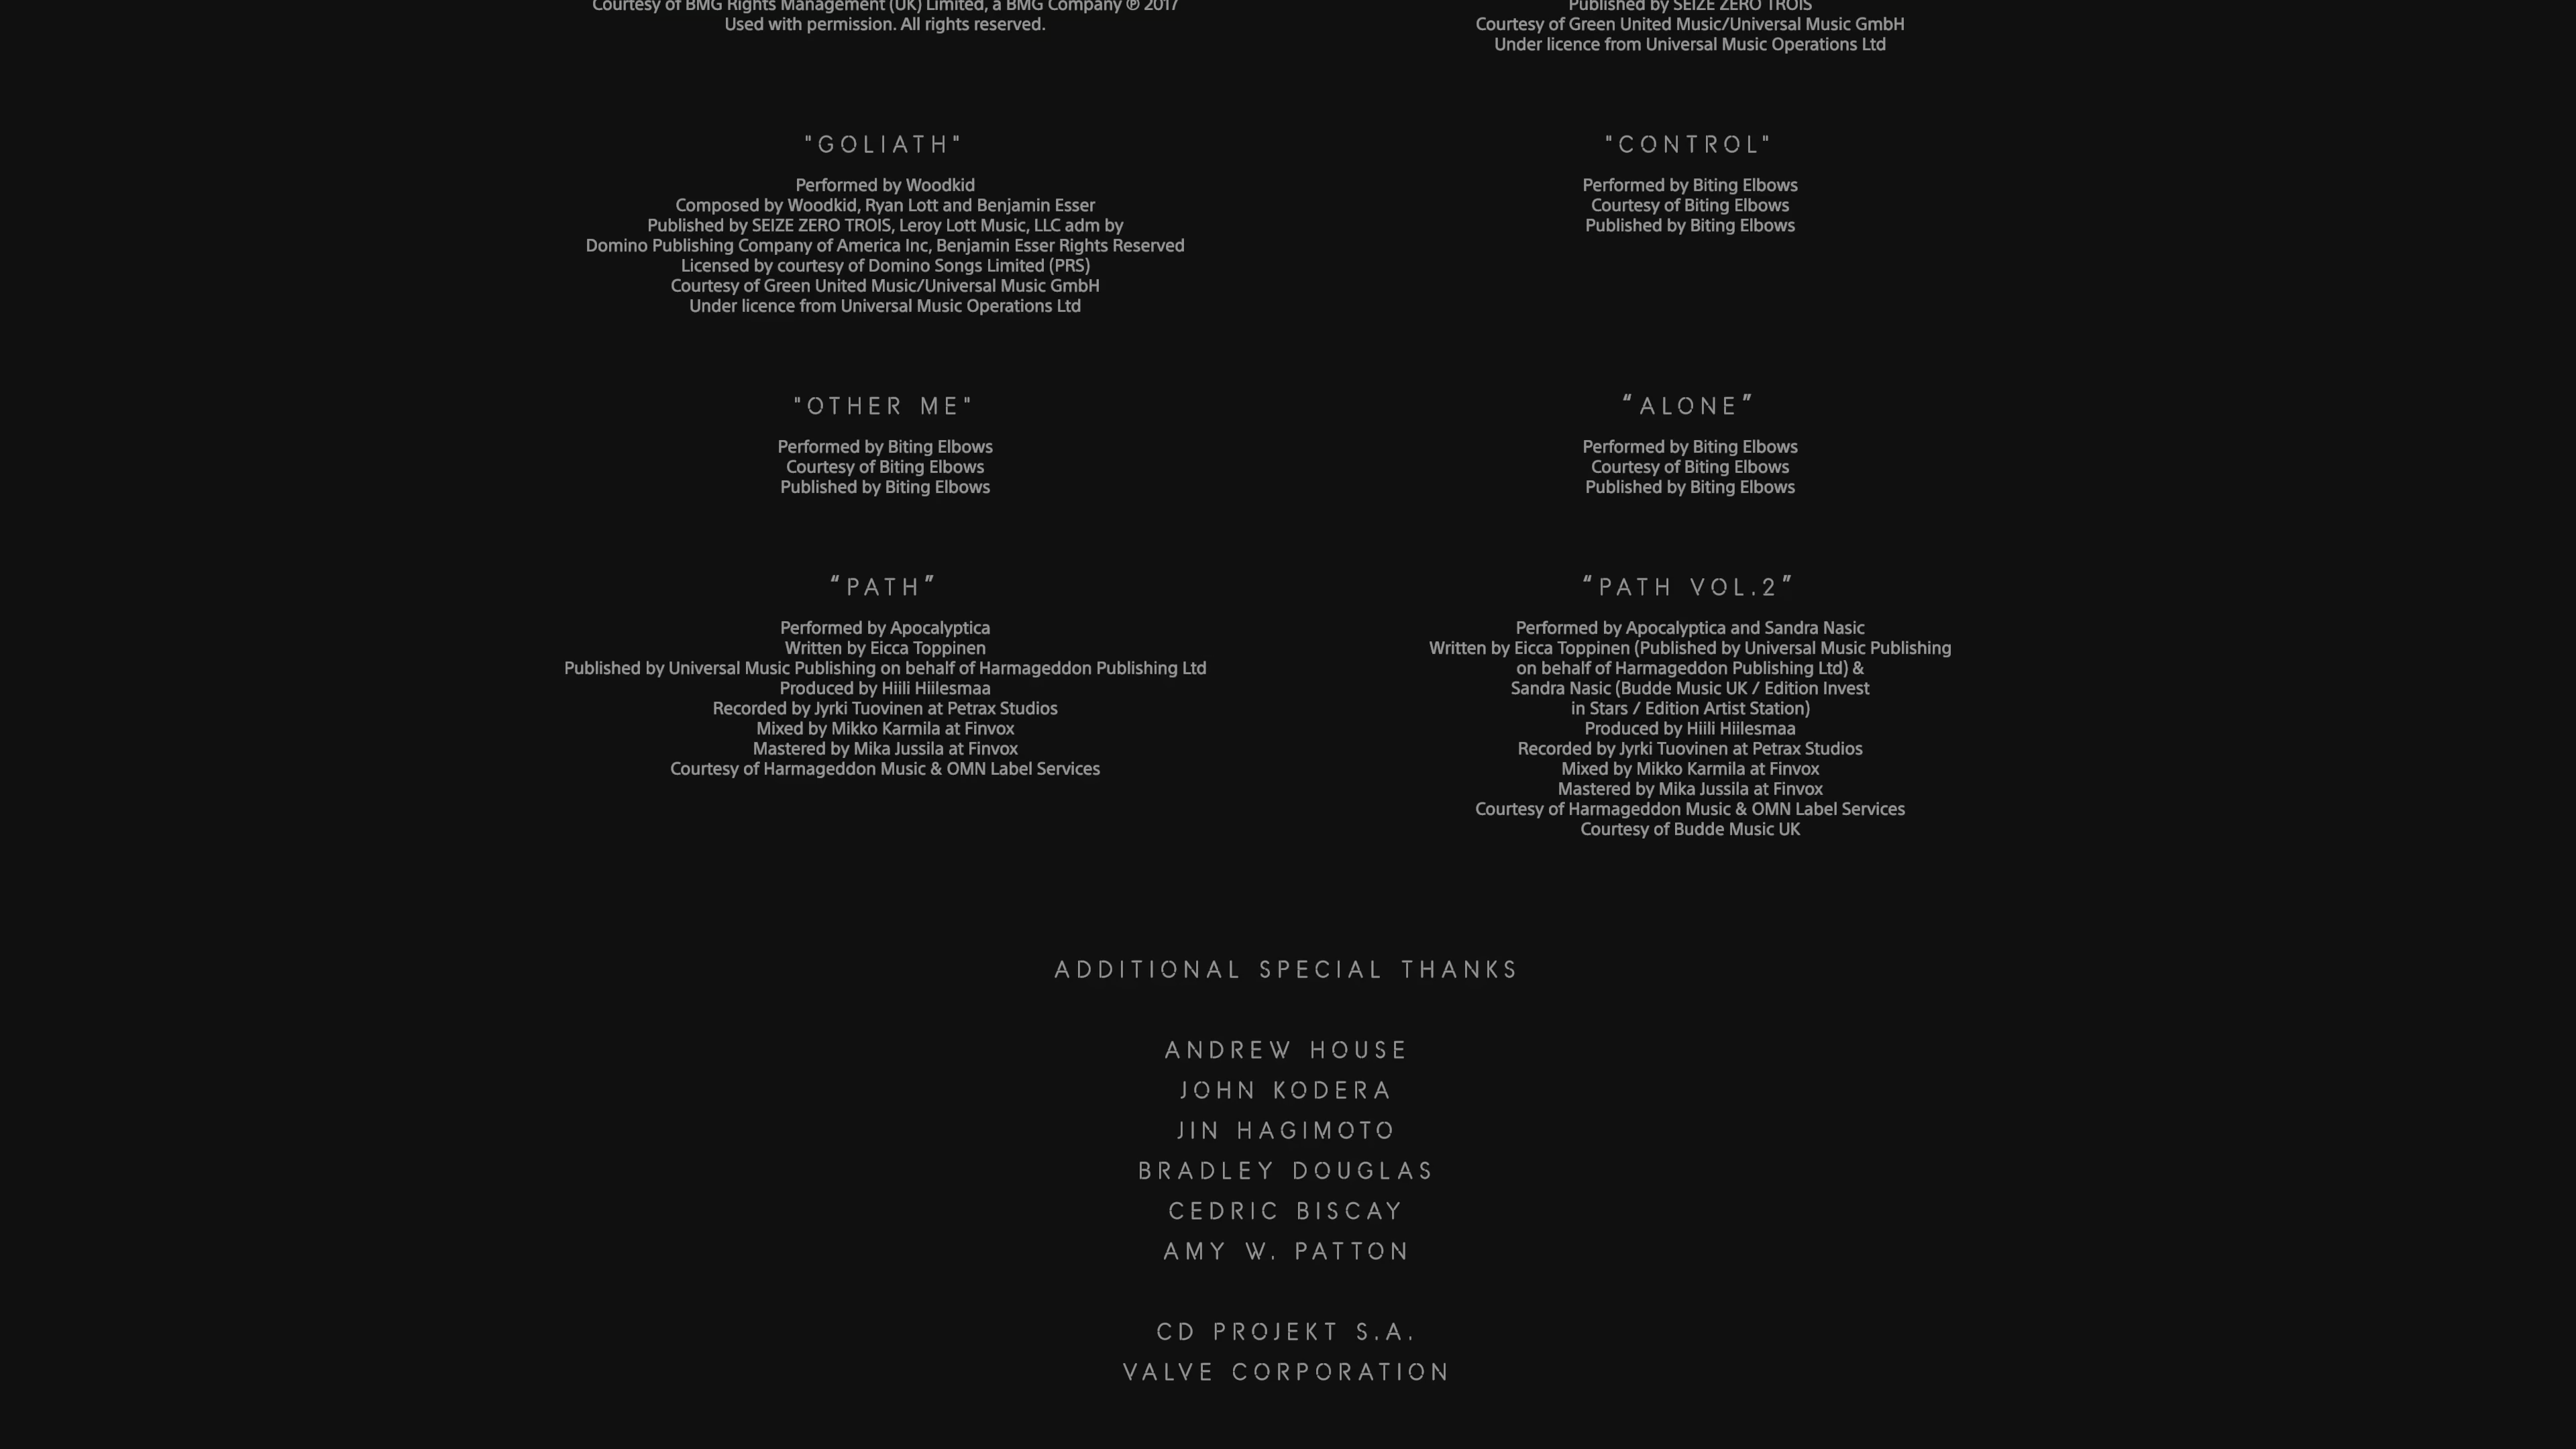 Courtesy of BMG Rights Management (UK) Limited, a BMG Company ℗ 2017
Used with permission. All rights reserved.
Published by SEIZE ZERO TROIS
Courtesy of Green United Music/Universal Music GmbH
Under licence from Universal Music Operations Ltd
"GOLIATH"
Performed by Woodkid
Composed by Woodkid, Ryan Lott and Benjamin Esser
Published by SEIZE ZERO TROIS, Leroy Lott Music, LLC adm by
Domino Publishing Company of America Inc, Benjamin Esser Rights Reserved
Licensed by courtesy of Domino Songs Limited (PRS)
Courtesy of Green United Music/Universal Music GmbH
Under licence from Universal Music Operations Ltd
"CONTROL"
Performed by Biting Elbows
Courtesy of Biting Elbows
Published by Biting Elbows
"OTHER ME"
Performed by Biting Elbows
Courtesy of Biting Elbows
Published by Biting Elbows
“ALONE”
Performed by Biting Elbows
Courtesy of Biting Elbows
Published by Biting Elbows
“PATH”
Performed by Apocalyptica
Written by Eicca Toppinen
Published by Universal Music Publishing on behalf of Harmageddon Publishing Ltd
Produced by Hiili Hiilesmaa
Recorded by Jyrki Tuovinen at Petrax Studios
Mixed by Mikko Karmila at Finvox
Mastered by Mika Jussila at Finvox
Courtesy of Harmageddon Music & OMN Label Services
“PATH VOL.2”
Performed by Apocalyptica and Sandra Nasic
Written by Eicca Toppinen (Published by Universal Music Publishing
on behalf of Harmageddon Publishing Ltd) &
Sandra Nasic (Budde Music UK / Edition Invest
in Stars / Edition Artist Station)
Produced by Hiili Hiilesmaa
Recorded by Jyrki Tuovinen at Petrax Studios
Mixed by Mikko Karmila at Finvox
Mastered by Mika Jussila at Finvox
Courtesy of Harmageddon Music & OMN Label Services
Courtesy of Budde Music UK
ADDITIONAL SPECIAL THANKS
ANDREW HOUSE
JOHN KODERA
JIN HAGIMOTO
BRADLEY DOUGLAS
CEDRIC BISCAY
AMY W. PATTON
CD PROJEKT S.A.
VALVE CORPORATION